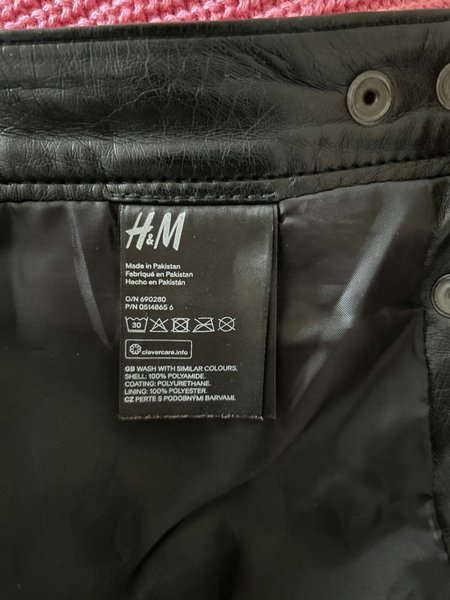 H&M
Made in Pakistan
Fabriqué en Pakistan
Hecho en Pakistán
O/N 690280
P/N 0514865 6
30
clevercare.info
GB WASH WITH SIMILAR COLOURS.
SHELL: 100% POLYAMIDE.
COATING: POLYURETHANE.
LINING: 100% POLYESTER.
CZ PERTE S PODOBNÝMI BARVAMI.